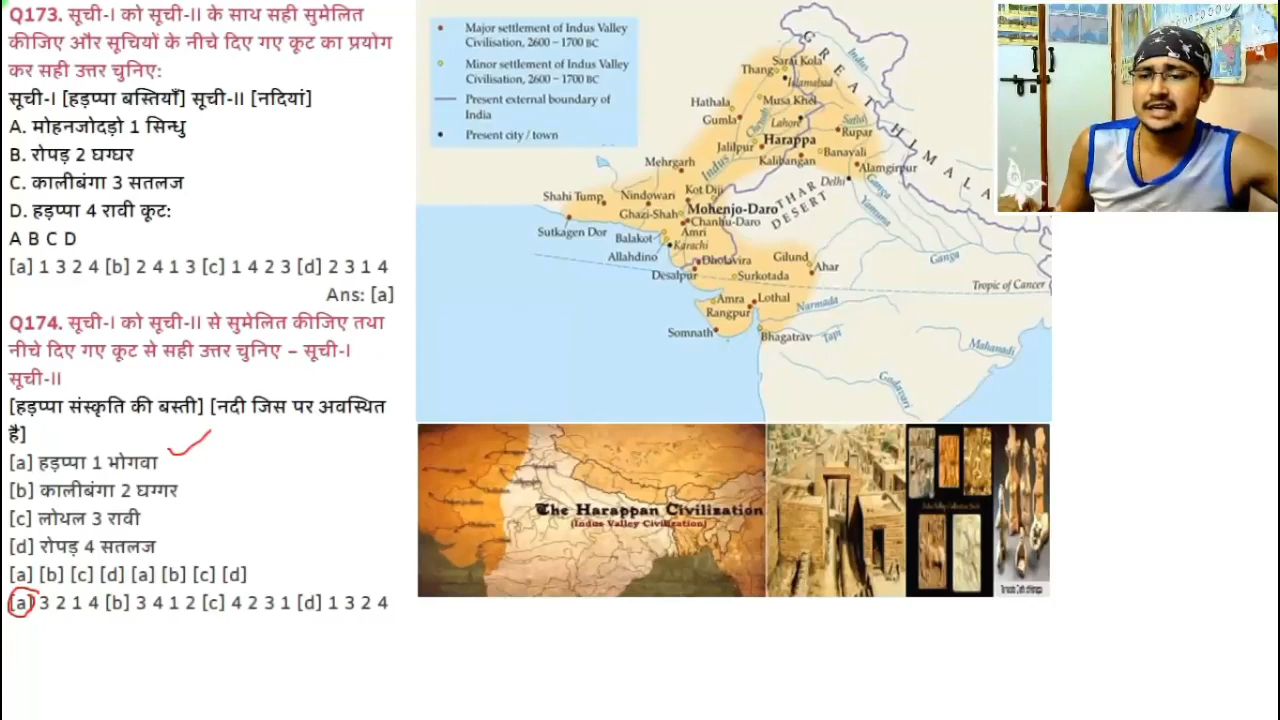 Q173. सूची-I को सूची-II के साथ सही सुमेलित
कीजिए और सूचियों के नीचे दिए गए कूट का प्रयोग
कर सही उत्तर चुनिए:
सूची-I [हड़प्पा बस्तियाँ] सूची-II [नदियां]
A. मोहनजोदड़ो 1 सिन्धु
B. रोपड़ 2 घग्घर
C. कालीबंगा 3 सतलज
D. हड़प्पा 4 रावी कूट:
A B C D
[a] 1 3 2 4 [b] 2 4 1 3 [c] 1 4 2 3 [d] 2 3 1 4
Ans: [a]
Q174. सूची-I को सूची-II से सुमेलित कीजिए तथा
नीचे दिए गए कूट से सही उत्तर चुनिए – सूची-I
सूची-II
[हड़प्पा संस्कृति की बस्ती] [नदी जिस पर अवस्थित
है]
[a] हड़प्पा 1 भोगवा
[b] कालीबंगा 2 घग्गर
[c] लोथल 3 रावी
[d] रोपड़ 4 सतलज
[a] [b] [c] [d] [a] [b] [c] [d]
[a] 3 2 1 4 [b] 3 4 1 2 [c] 4 2 3 1 [d] 1 3 2 4
Major settlement of Indus Valley
Civilisation, 2600 – 1700 BC
Minor settlement of Indus Valley
Civilisation, 2600 – 1700 BC
Present external boundary of
India
Present city / town
GREAT HIMALA
Indus
Sarai Kola
Thang
Islamabad
Hathala
Musa Khel
Gumla
Lahore
Rupar
Jalilpur
Harappa
Banavali
Kalibangan
Mehrgarh
Indus
Alamgirpur
Delhi
Ganga
Yamuna
Shahi Tump
Nindowari
Kot Diji
THAR
DESERT
Mohenjo-Daro
Ghazi-Shah
Chanhu-Daro
Sutkagen Dor
Amri
Balakot
Karachi
Allahdino
Dholavira
Gilund
Ahar
Ganga
Desalpur
Surkotada
Tropic of Cancer
Amra
Lothal
Narmada
Rangpur
Somnath
Bhagatrav
Tapi
Mahanadi
Godavari
The Harappan Civilization
(Indus Valley Civilization)